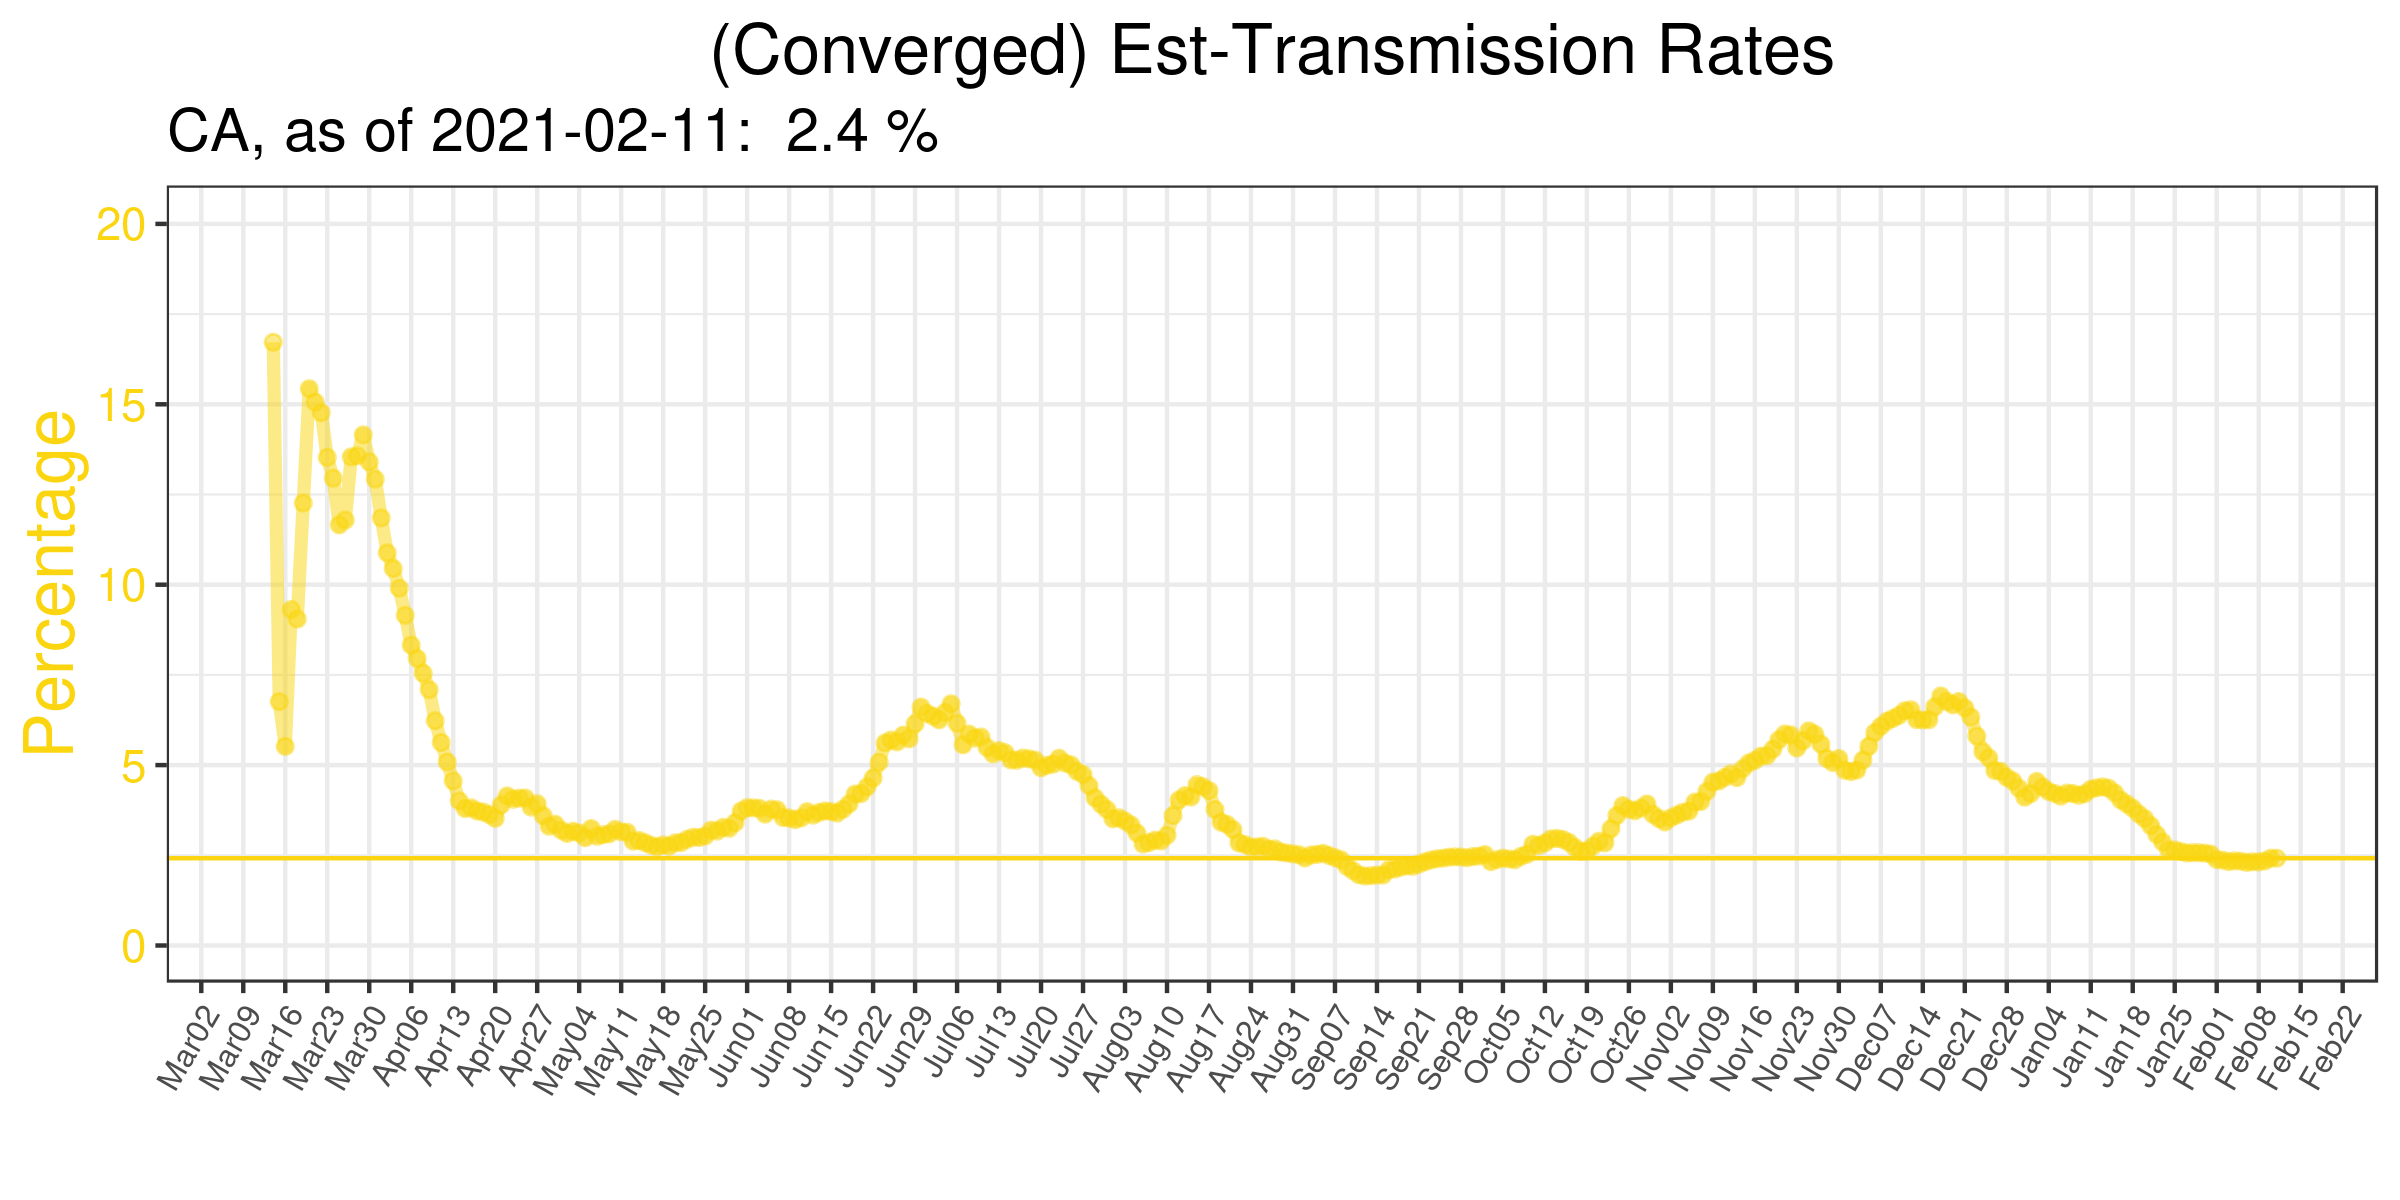 (Converged) Est-Transmission Rates
CA, as of 2021-02-11:  2.4 %
Percentage
20
15
10
5
0
Mar02 Mar09 Mar16 Mar23 Mar30 Apr06 Apr13 Apr20 Apr27 May04 May11 May18 May25 Jun01 Jun08 Jun15 Jun22 Jun29 Jul06 Jul13 Jul20 Jul27 Aug03 Aug10 Aug17 Aug24 Aug31 Sep07 Sep14 Sep21 Sep28 Oct05 Oct12 Oct19 Oct26 Nov02 Nov09 Nov16 Nov23 Nov30 Dec07 Dec14 Dec21 Dec28 Jan04 Jan11 Jan18 Jan25 Feb01 Feb08 Feb15 Feb22